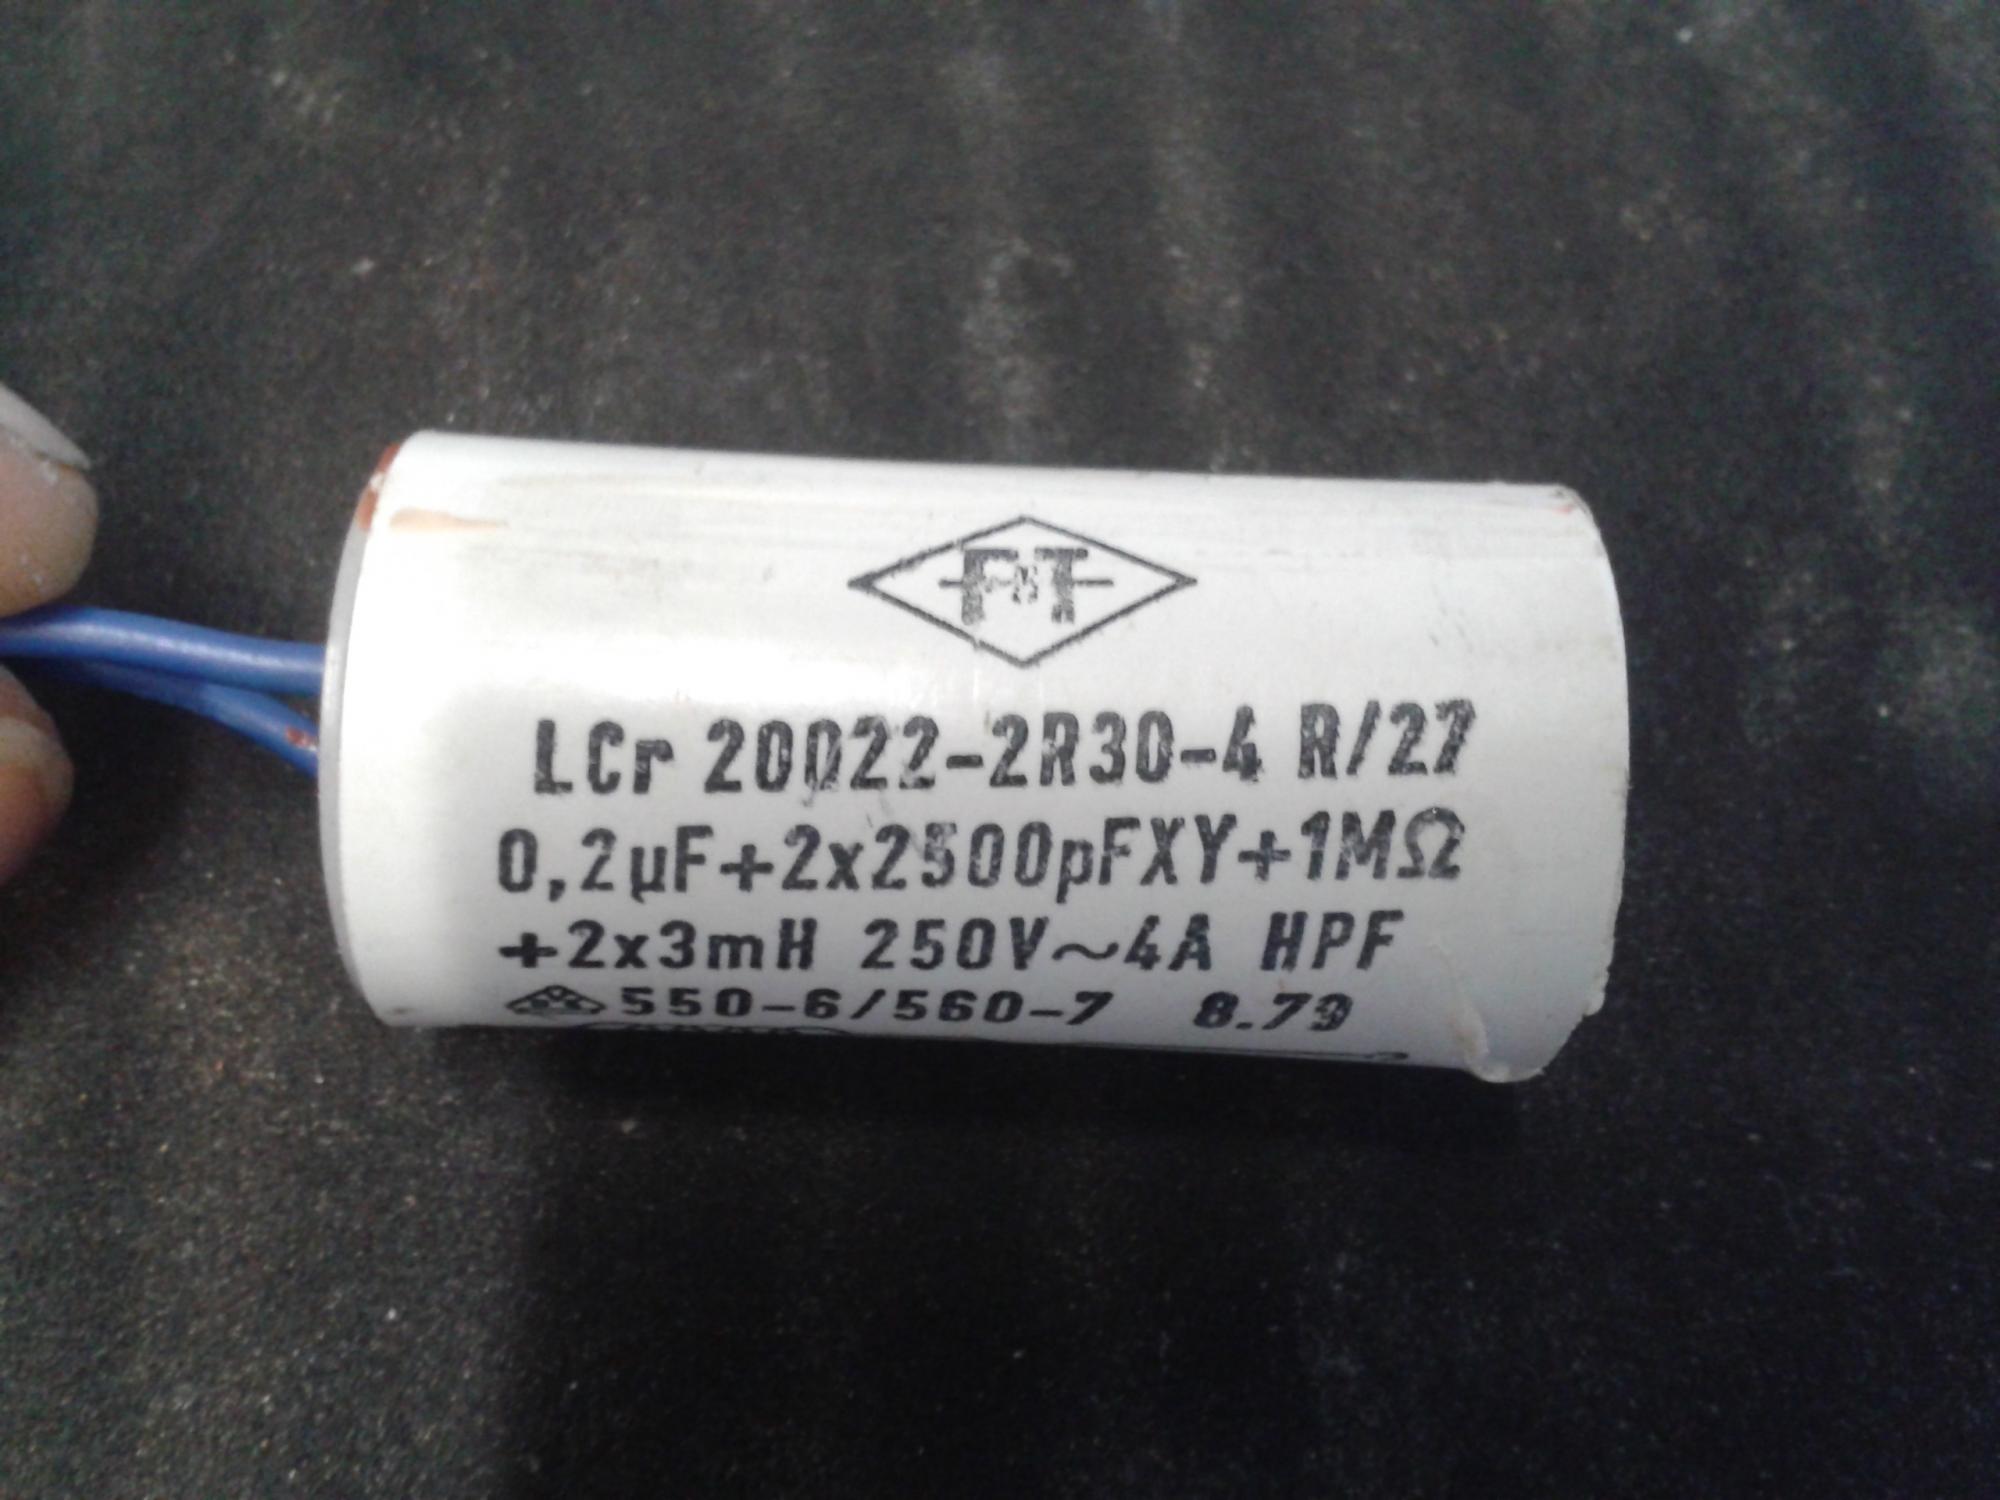 FT
LCr 20022-2R30-4 R/27
0,2µF+2x2500pFXY+1MΩ
+2x3mH 250V~4A HPF
550-6/560-7 8.79